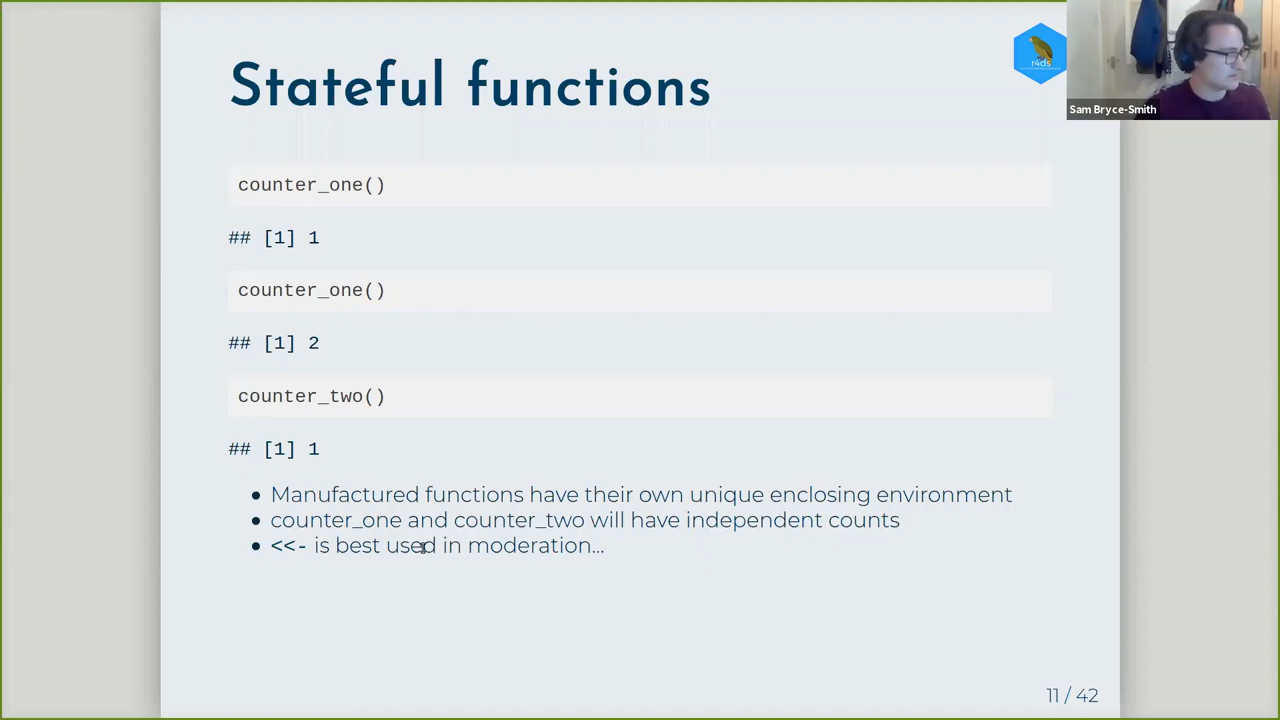 Stateful functions
r4ds
Sam Bryce-Smith
counter_one()
## [1] 1
counter_one()
## [1] 2
counter_two()
## [1] 1
• Manufactured functions have their own unique enclosing environment
• counter_one and counter_two will have independent counts
• <<- is best used in moderation...
11 / 42